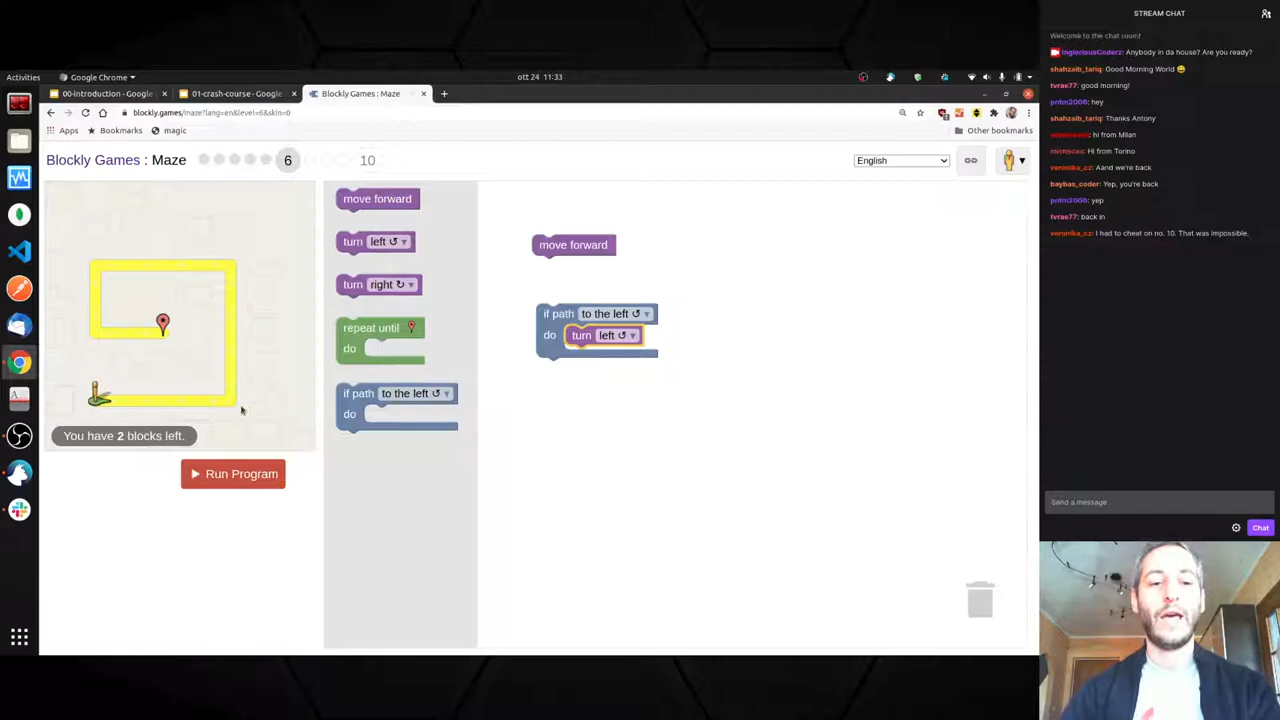 STREAM CHAT
Welcome to the chat room!
IngloriousCoderz: Anybody in da house? Are you ready?
shahzaib_tariq: Good Morning World 😄
tvrae77: good morning!
pntm2006: hey
shahzaib_tariq: Thanks Antony
hi from Milan
Hi from Torino
veronika_cz: Aand we're back
baybas_coder: Yep, you're back
pntm2006: yep
tvrae77: back in
veronika_cz: I had to cheat on no. 10. That was impossible.
Send a message
Chat
Activities
Google Chrome ▾
ott 24 11:33
00-introduction - Google
01-crash-course - Google
Blockly Games : Maze
blockly.games/maze?lang=en&level=6&skin=0
Apps
Bookmarks
magic
Other bookmarks
Blockly Games : Maze
6
10
English
You have 2 blocks left.
Run Program
move forward
turn left ↺ ▾
turn right ↻ ▾
repeat until
do
if path to the left ↺ ▾
do
move forward
if path to the left ↺ ▾
do turn left ↺ ▾